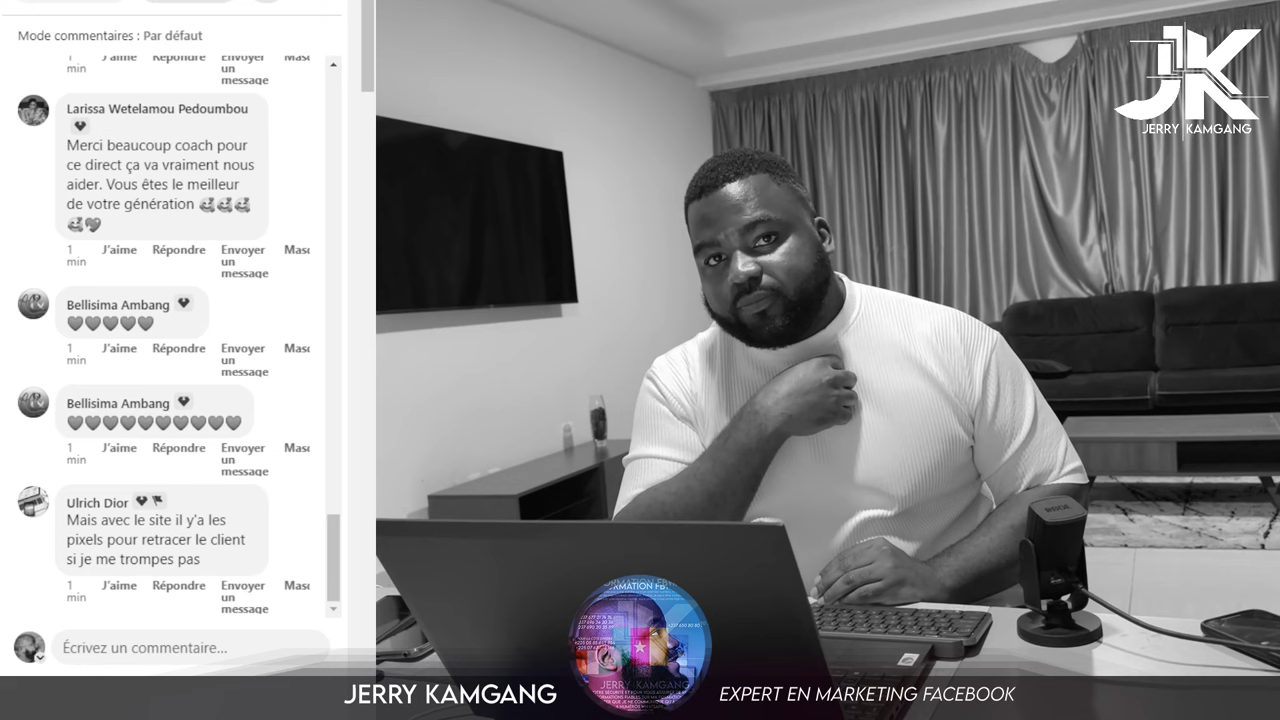 Mode commentaires : Par défaut
1 min J'aime Répondre Envoyer un message
Larissa Wetelamou Pedoumbou
Merci beaucoup coach pour
ce direct ça va vraiment nous
aider. Vous êtes le meilleur
de votre génération
1 min J'aime Répondre Envoyer un message
Bellisima Ambang
1 min J'aime Répondre Envoyer un message
Bellisima Ambang
1 min J'aime Répondre Envoyer un message
Ulrich Dior
Mais avec le site il y'a les
pixels pour retracer le client
si je me trompes pas
1 min J'aime Répondre Envoyer un message
Écrivez un commentaire...
JK
JERRY KAMGANG
JERRY KAMGANG
JERRY KAMGANG
EXPERT EN MARKETING FACEBOOK